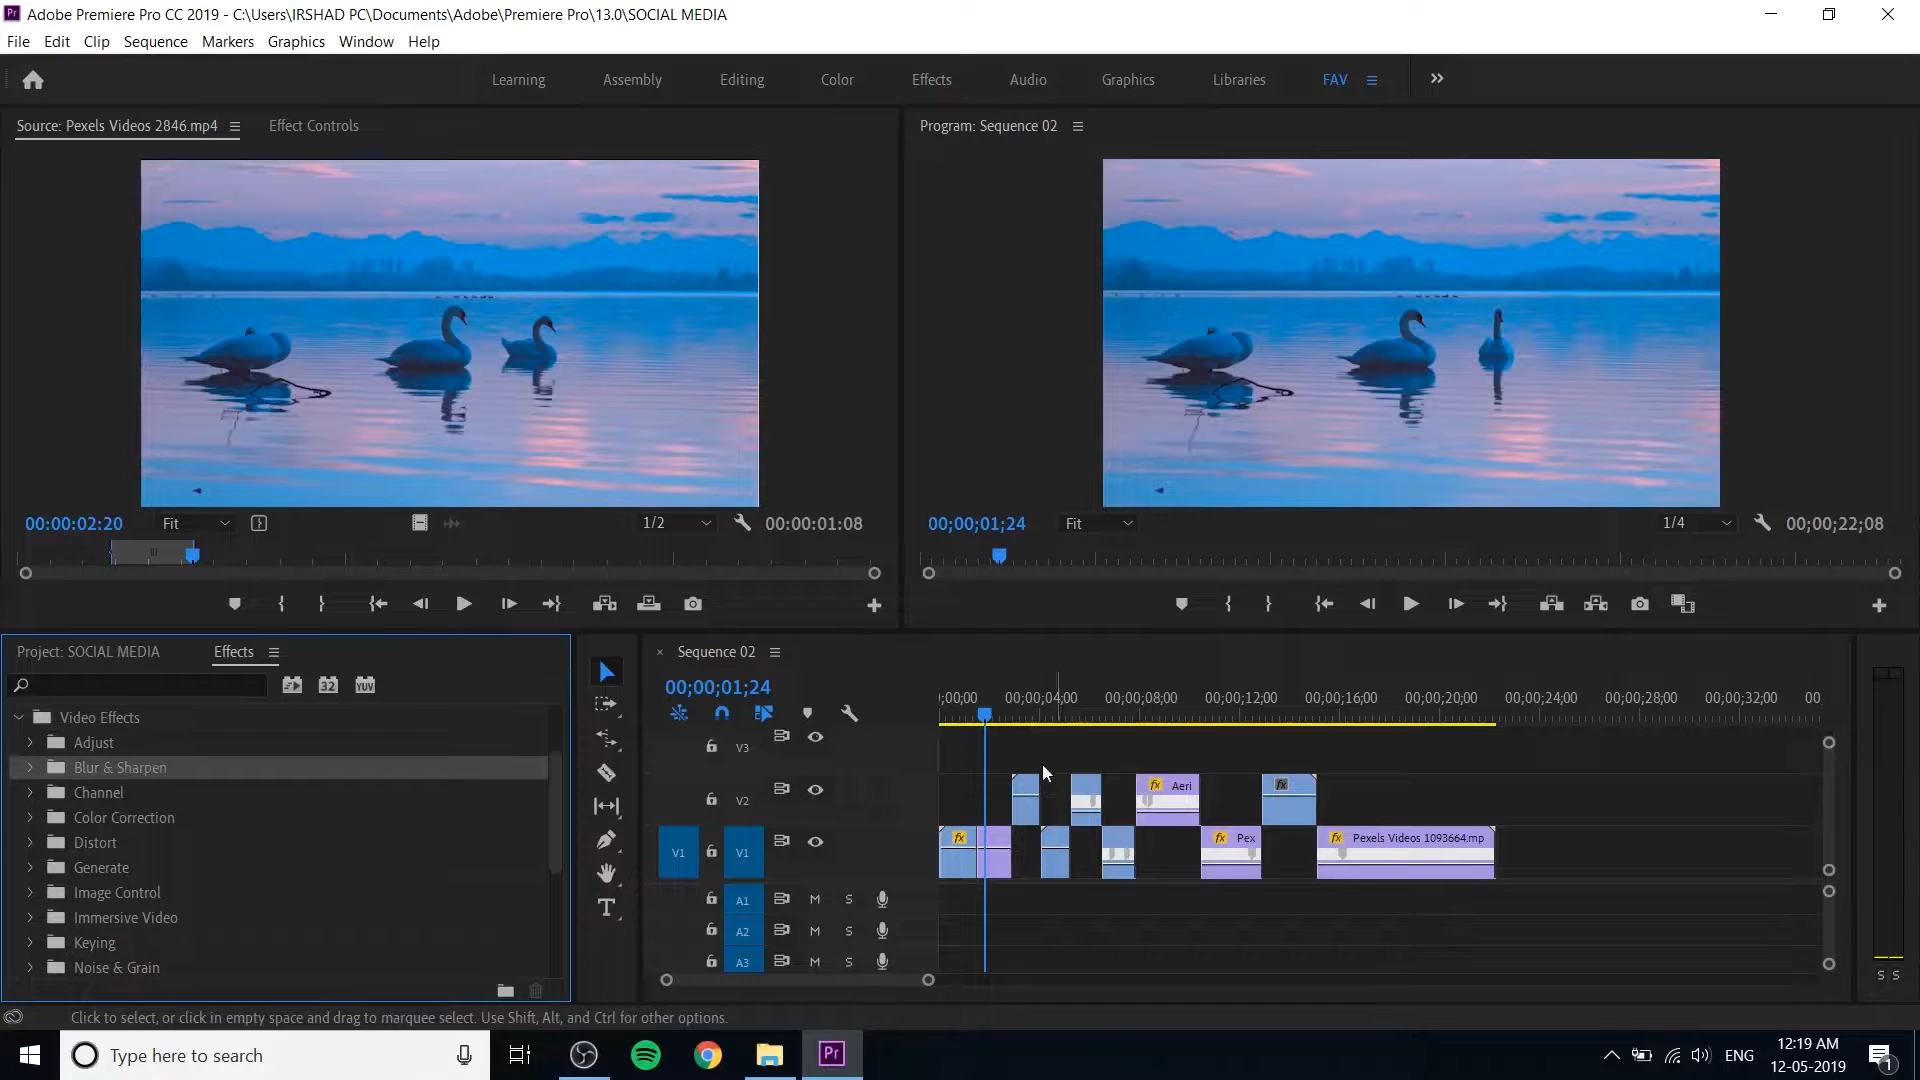 Adobe Premiere Pro CC 2019 - C:\Users\IRSHAD PC\Documents\Adobe\Premiere Pro\13.0\SOCIAL MEDIA
File Edit Clip Sequence Markers Graphics Window Help
Learning Assembly Editing Color Effects Audio Graphics Libraries FAV
Source: Pexels Videos 2846.mp4 Effect Controls
Program: Sequence 02
00:00:02:20 Fit 1/2 00:00:01:08
00;00;01;24 Fit 1/4 00;00;22;08
Project: SOCIAL MEDIA Effects
32 YUV
Video Effects
Adjust
Blur & Sharpen
Channel
Color Correction
Distort
Generate
Image Control
Immersive Video
Keying
Noise & Grain
Sequence 02
00;00;01;24
;00;00 00;00;04;00 00;00;08;00 00;00;12;00 00;00;16;00 00;00;20;00 00;00;24;00 00;00;28;00 00;00;32;00 00
V3
V2 fx Aeri fx
V1 V1 fx fx Pex fx Pexels Videos 1093664.mp
A1 M S
A2 M S
A3 M S
S S
T
Click to select, or click in empty space and drag to marquee select. Use Shift, Alt, and Ctrl for other options.
Type here to search
Pr
ENG
12:19 AM
12-05-2019
1